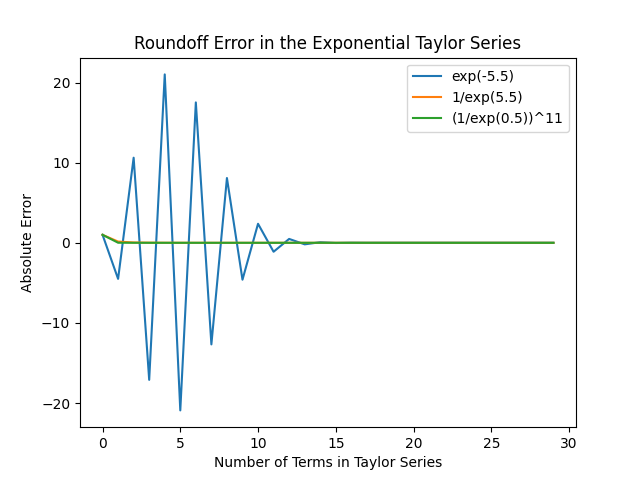 Roundoff Error in the Exponential Taylor Series
exp(-5.5)
1/exp(5.5)
(1/exp(0.5))^11
Absolute Error
20
10
0
−10
−20
0 5 10 15 20 25 30
Number of Terms in Taylor Series